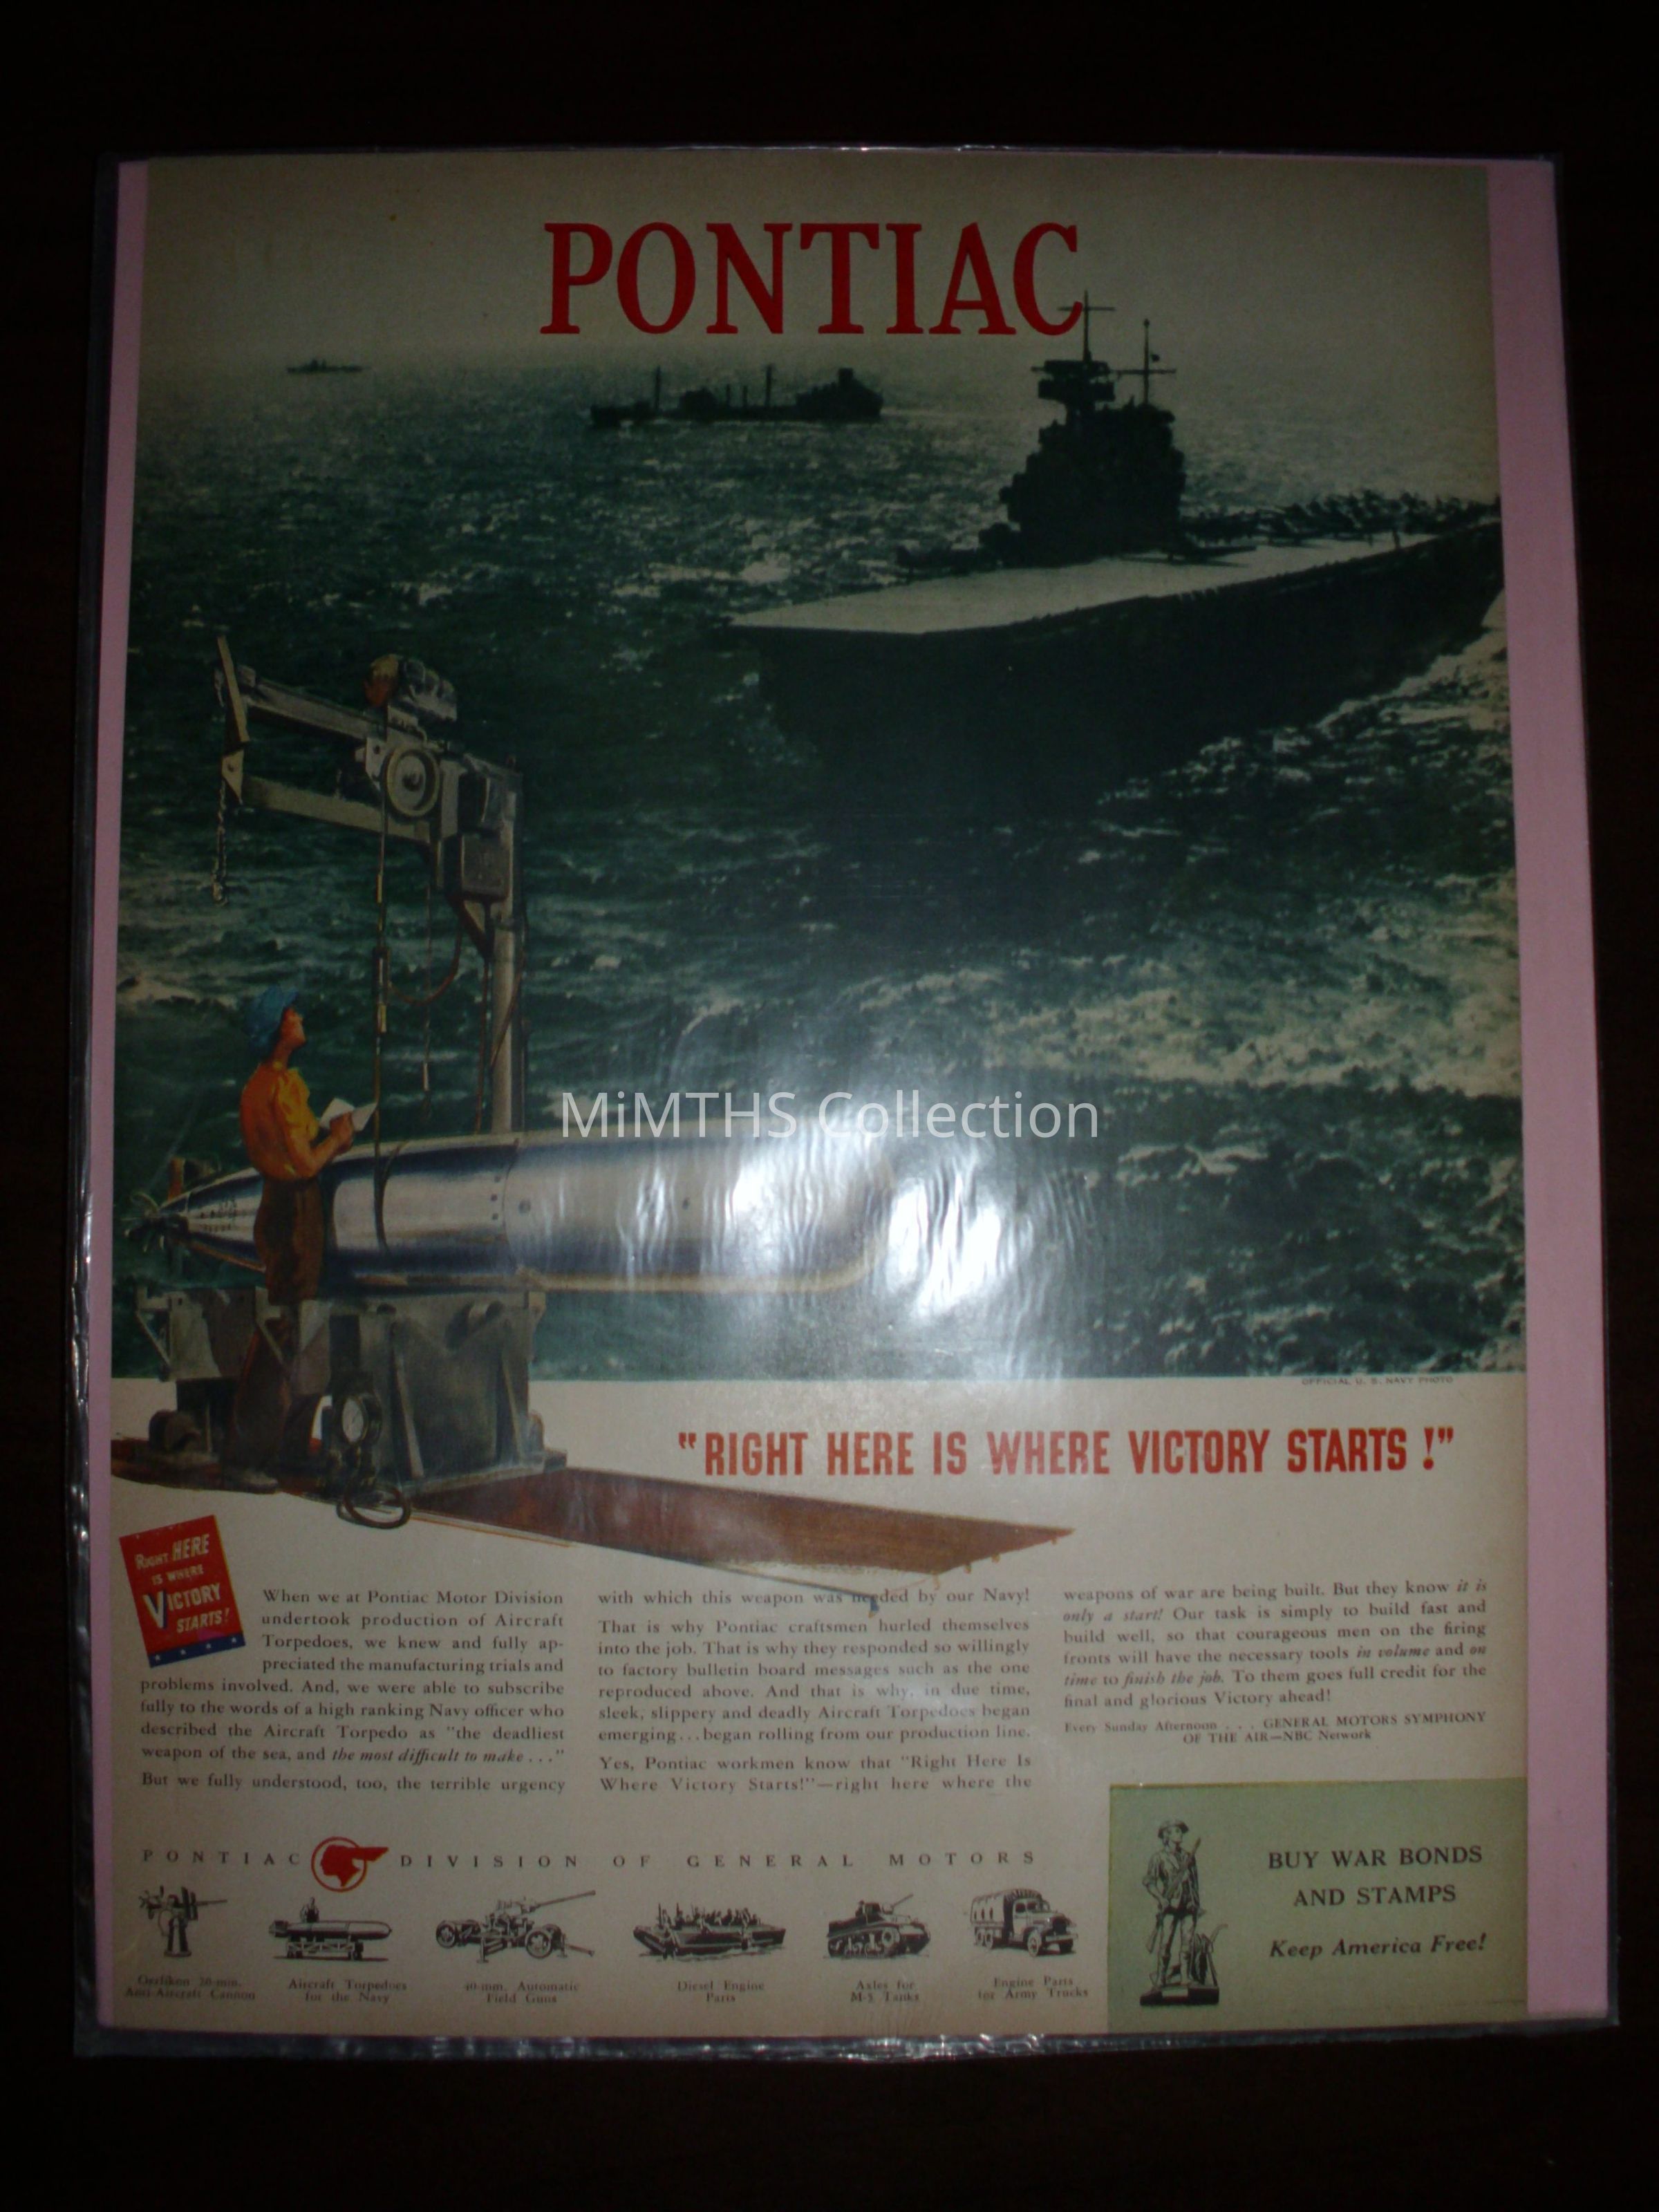 PONTIAC
MiMTHS Collection
OFFICIAL U. S. NAVY PHOTO
"RIGHT HERE IS WHERE VICTORY STARTS!"
RIGHT HERE
IS WHERE
VICTORY
STARTS!
When we at Pontiac Motor Division
undertook production of Aircraft
Torpedoes, we knew and fully ap-
preciated the manufacturing trials and
problems involved. And, we were able to subscribe
fully to the words of a high ranking Navy officer who
described the Aircraft Torpedo as "the deadliest
weapon of the sea, and the most difficult to make..."
But we fully understood, too, the terrible urgency
with which this weapon was needed by our Navy!
That is why Pontiac craftsmen hurled themselves
into the job. That is why they responded so willingly
to factory bulletin board messages such as the one
reproduced above. And that is why, in due time,
sleek, slippery and deadly Aircraft Torpedoes began
emerging...began rolling from our production line.
Yes, Pontiac workmen know that "Right Here Is
Where Victory Starts!"—right here where the
weapons of war are being built. But they know it is
only a start! Our task is simply to build fast and
build well, so that courageous men on the firing
fronts will have the necessary tools in volume and on
time to finish the job. To them goes full credit for the
final and glorious Victory ahead!
Every Sunday Afternoon . . . GENERAL MOTORS SYMPHONY
OF THE AIR—NBC Network
PONTIAC DIVISION OF GENERAL MOTORS
Oerlikon 20-mm.
Anti-Aircraft Cannon
Aircraft Torpedoes
for the Navy
40-mm. Automatic
Field Guns
Diesel Engine
Parts
Axles for
M-5 Tanks
Engine Parts
for Army Trucks
BUY WAR BONDS
AND STAMPS
Keep America Free!